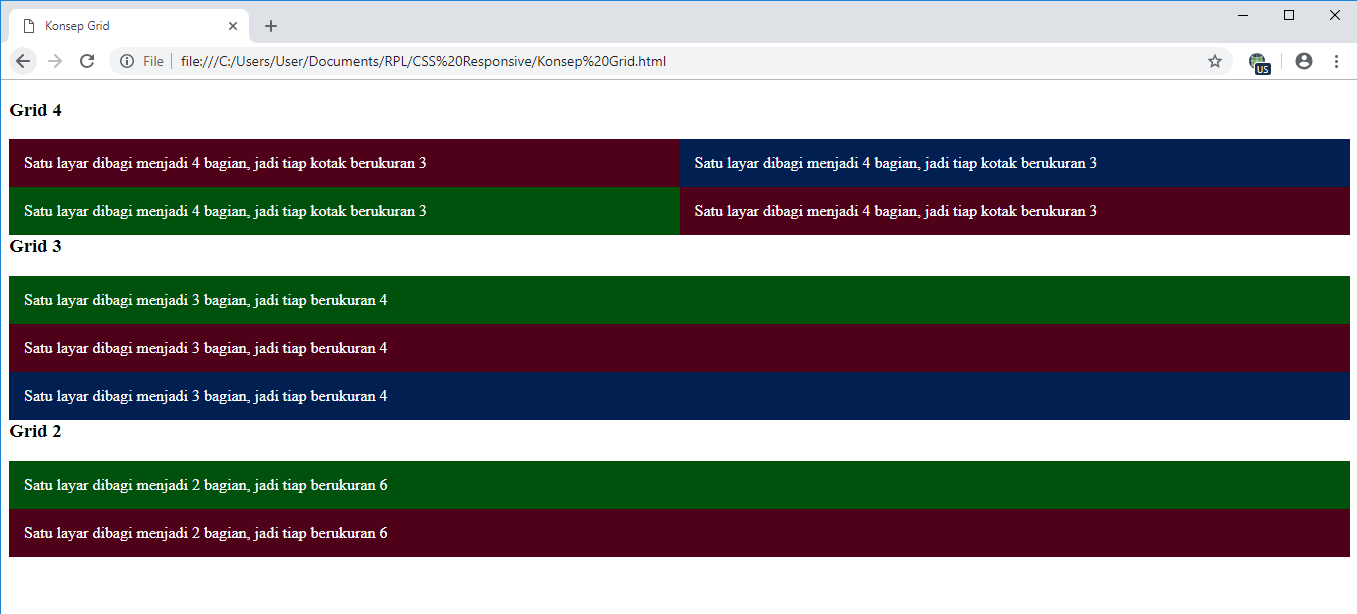 Konsep Grid
File
file:///C:/Users/User/Documents/RPL/CSS%20Responsive/Konsep%20Grid.html
US
Grid 4
Satu layar dibagi menjadi 4 bagian, jadi tiap kotak berukuran 3
Satu layar dibagi menjadi 4 bagian, jadi tiap kotak berukuran 3
Satu layar dibagi menjadi 4 bagian, jadi tiap kotak berukuran 3
Satu layar dibagi menjadi 4 bagian, jadi tiap kotak berukuran 3
Grid 3
Satu layar dibagi menjadi 3 bagian, jadi tiap berukuran 4
Satu layar dibagi menjadi 3 bagian, jadi tiap berukuran 4
Satu layar dibagi menjadi 3 bagian, jadi tiap berukuran 4
Grid 2
Satu layar dibagi menjadi 2 bagian, jadi tiap berukuran 6
Satu layar dibagi menjadi 2 bagian, jadi tiap berukuran 6